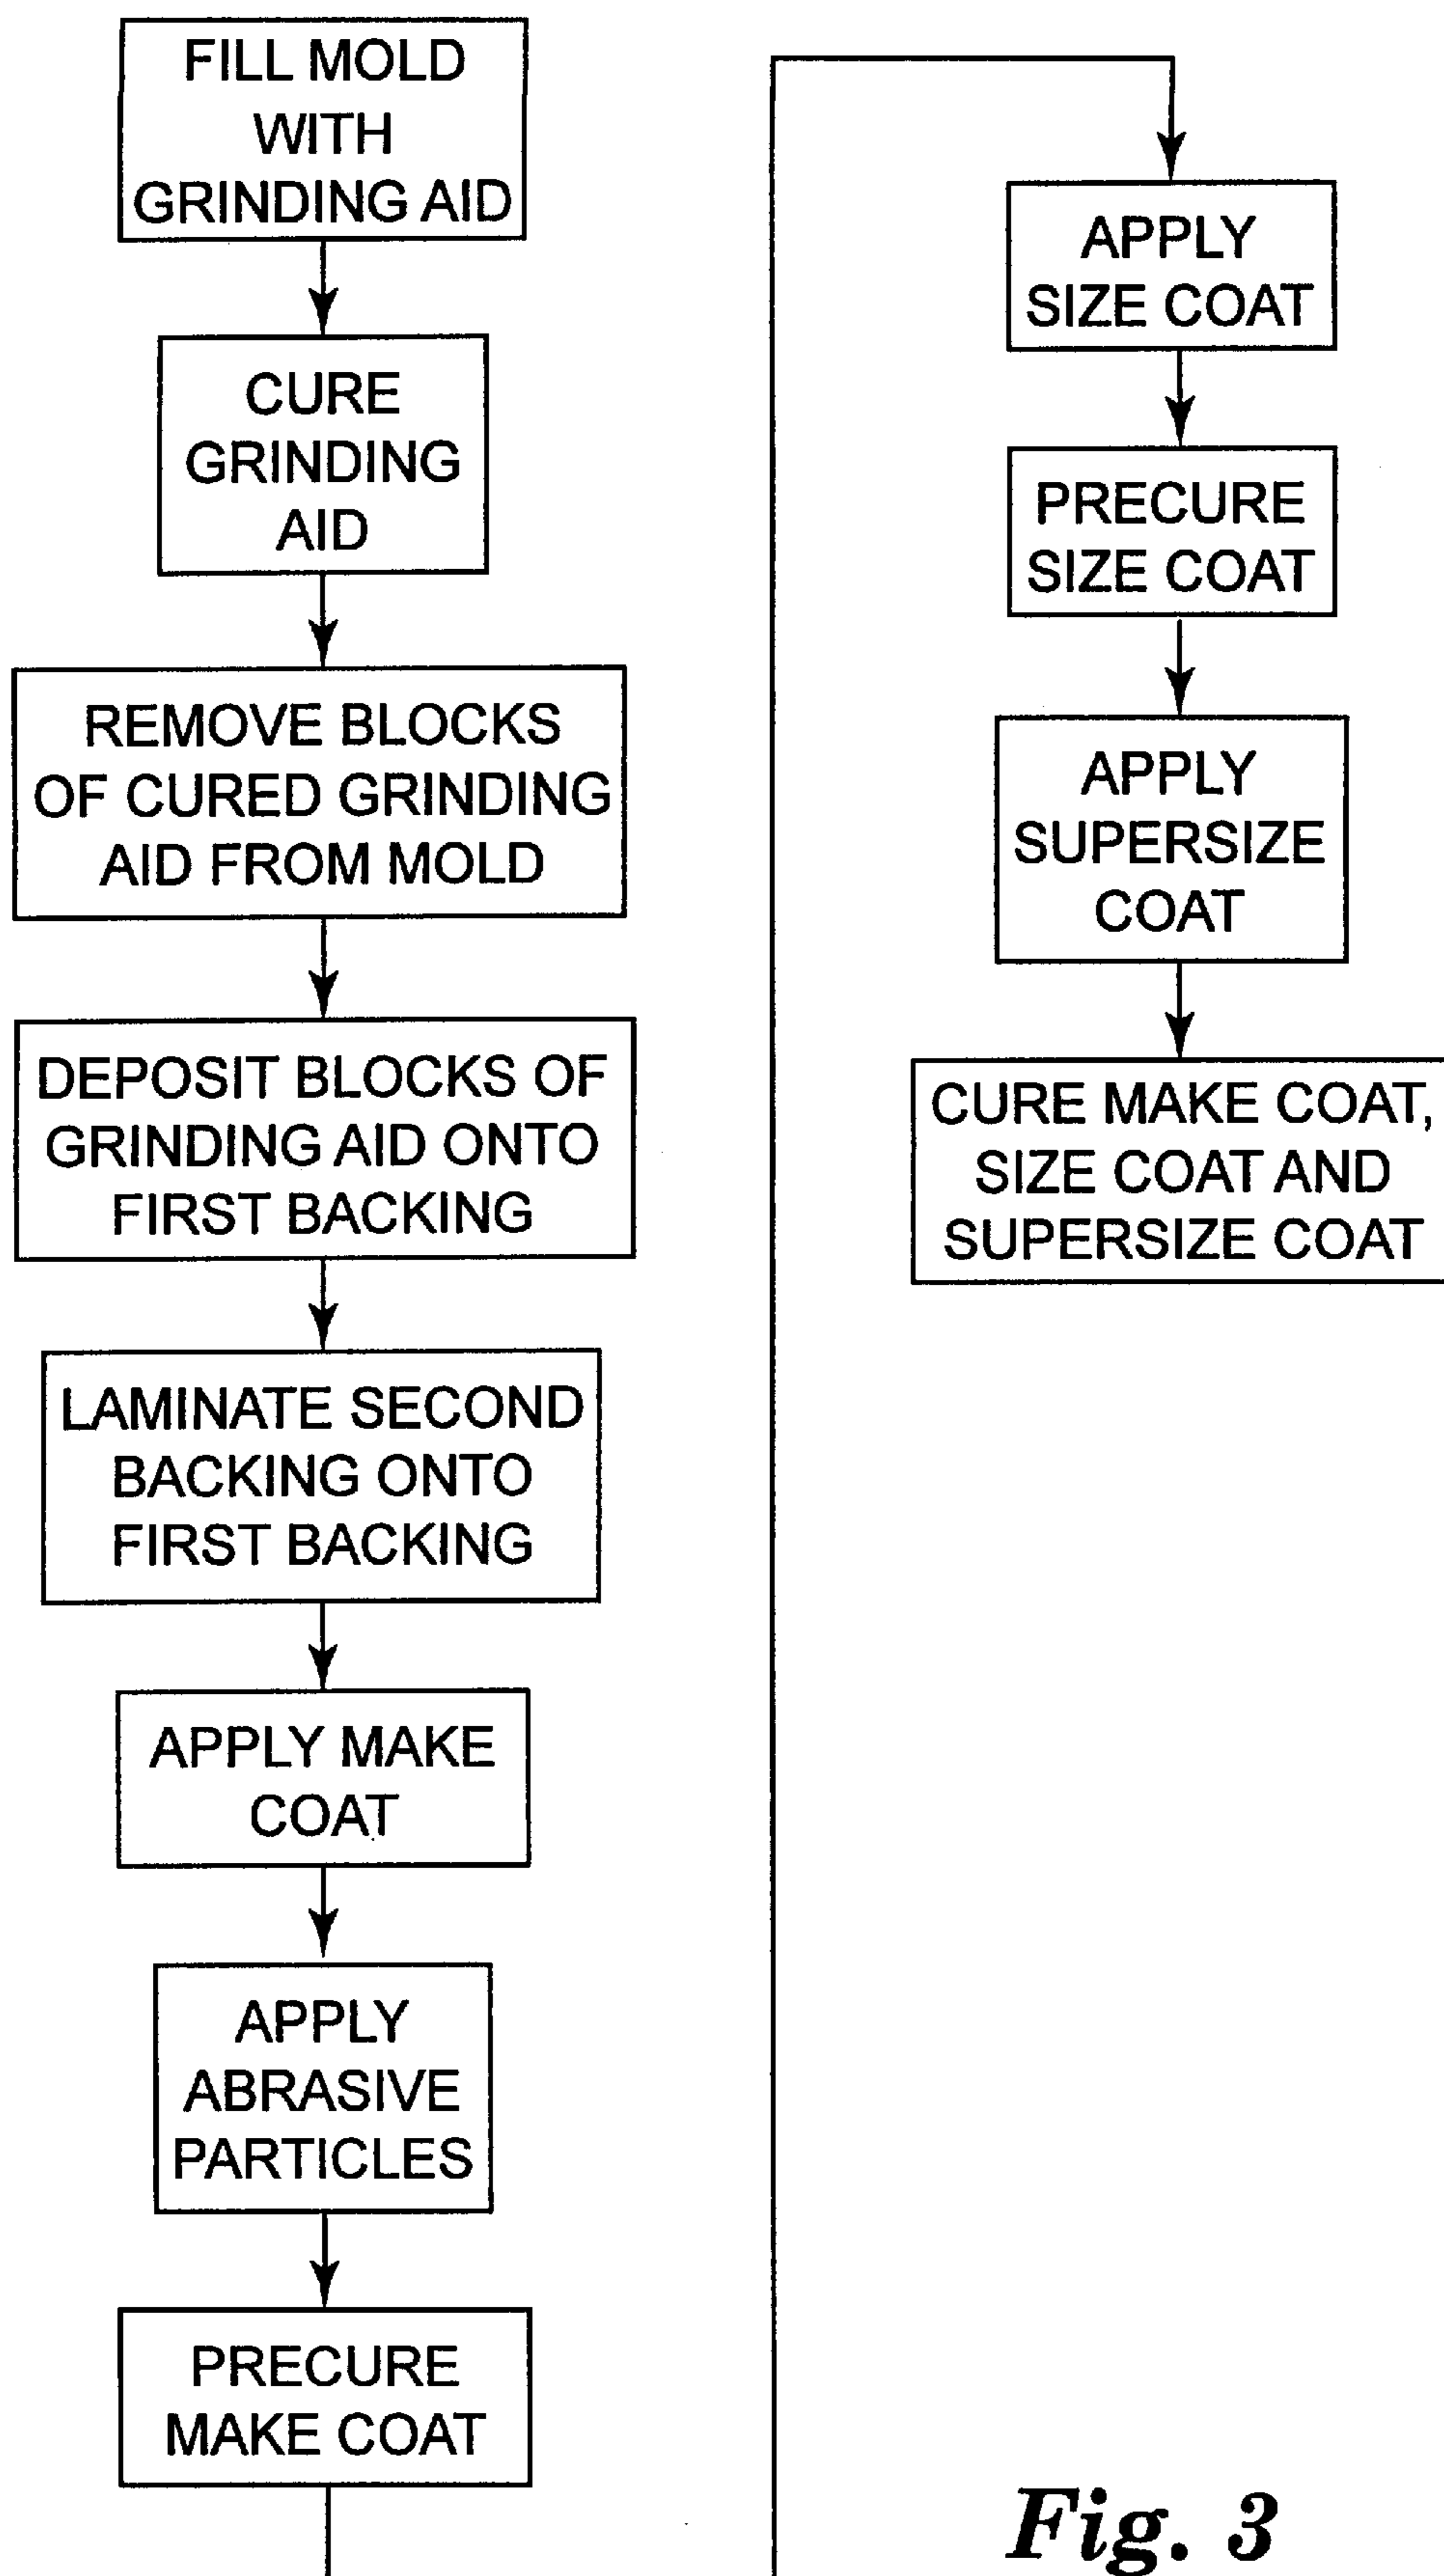 FILL MOLD
WITH
GRINDING AID
CURE
GRINDING
AID
REMOVE BLOCKS
OF CURED GRINDING
AID FROM MOLD
DEPOSIT BLOCKS OF
GRINDING AID ONTO
FIRST BACKING
LAMINATE SECOND
BACKING ONTO
FIRST BACKING
APPLY MAKE
COAT
APPLY
ABRASIVE
PARTICLES
PRECURE
MAKE COAT
APPLY
SIZE COAT
PRECURE
SIZE COAT
APPLY
SUPERSIZE
COAT
CURE MAKE COAT,
SIZE COAT AND
SUPERSIZE COAT
Fig. 3